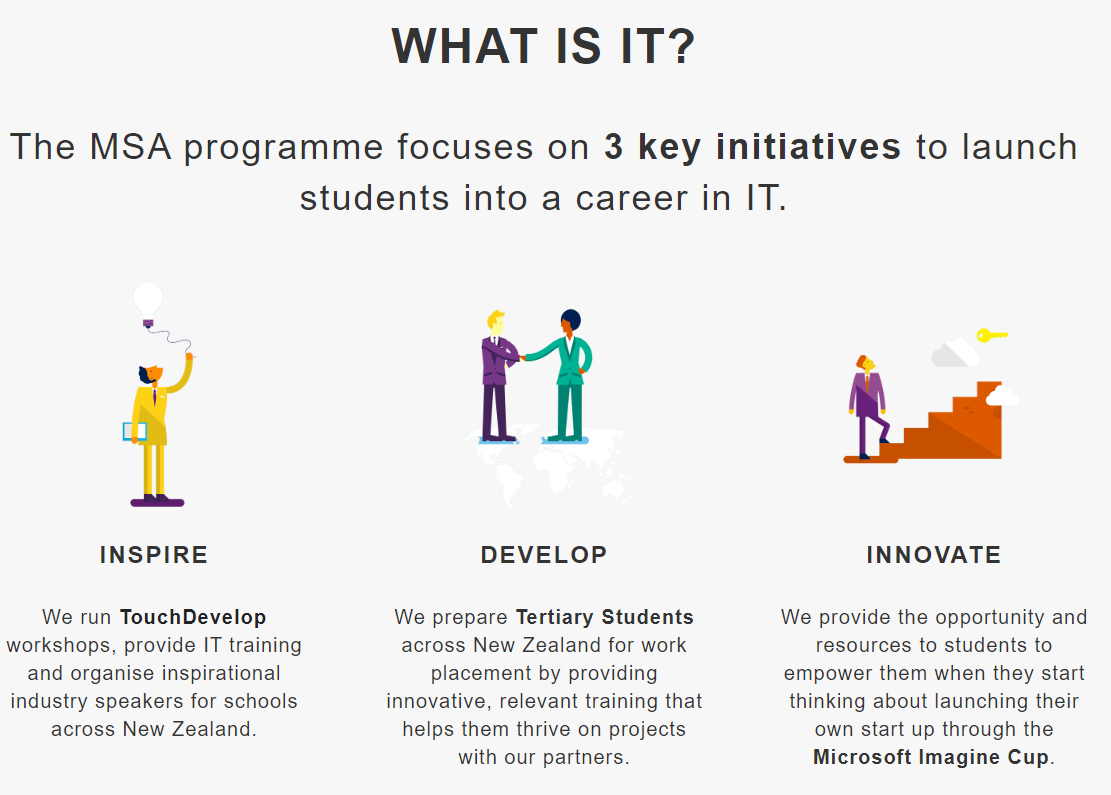 WHAT IS IT?
The MSA programme focuses on 3 key initiatives to launch
students into a career in IT.
INSPIRE
We run TouchDevelop
workshops, provide IT training
and organise inspirational
industry speakers for schools
across New Zealand.
DEVELOP
We prepare Tertiary Students
across New Zealand for work
placement by providing
innovative, relevant training that
helps them thrive on projects
with our partners.
INNOVATE
We provide the opportunity and
resources to students to
empower them when they start
thinking about launching their
own start up through the
Microsoft Imagine Cup.